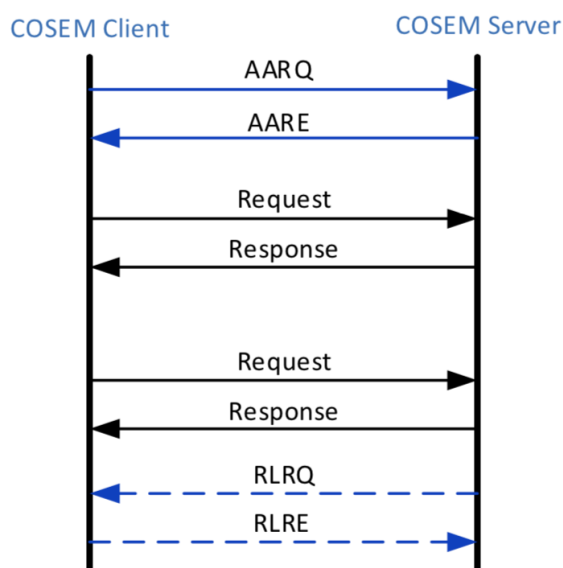 COSEM Client
COSEM Server
AARQ
AARE
Request
Response
Request
Response
RLRQ
RLRE